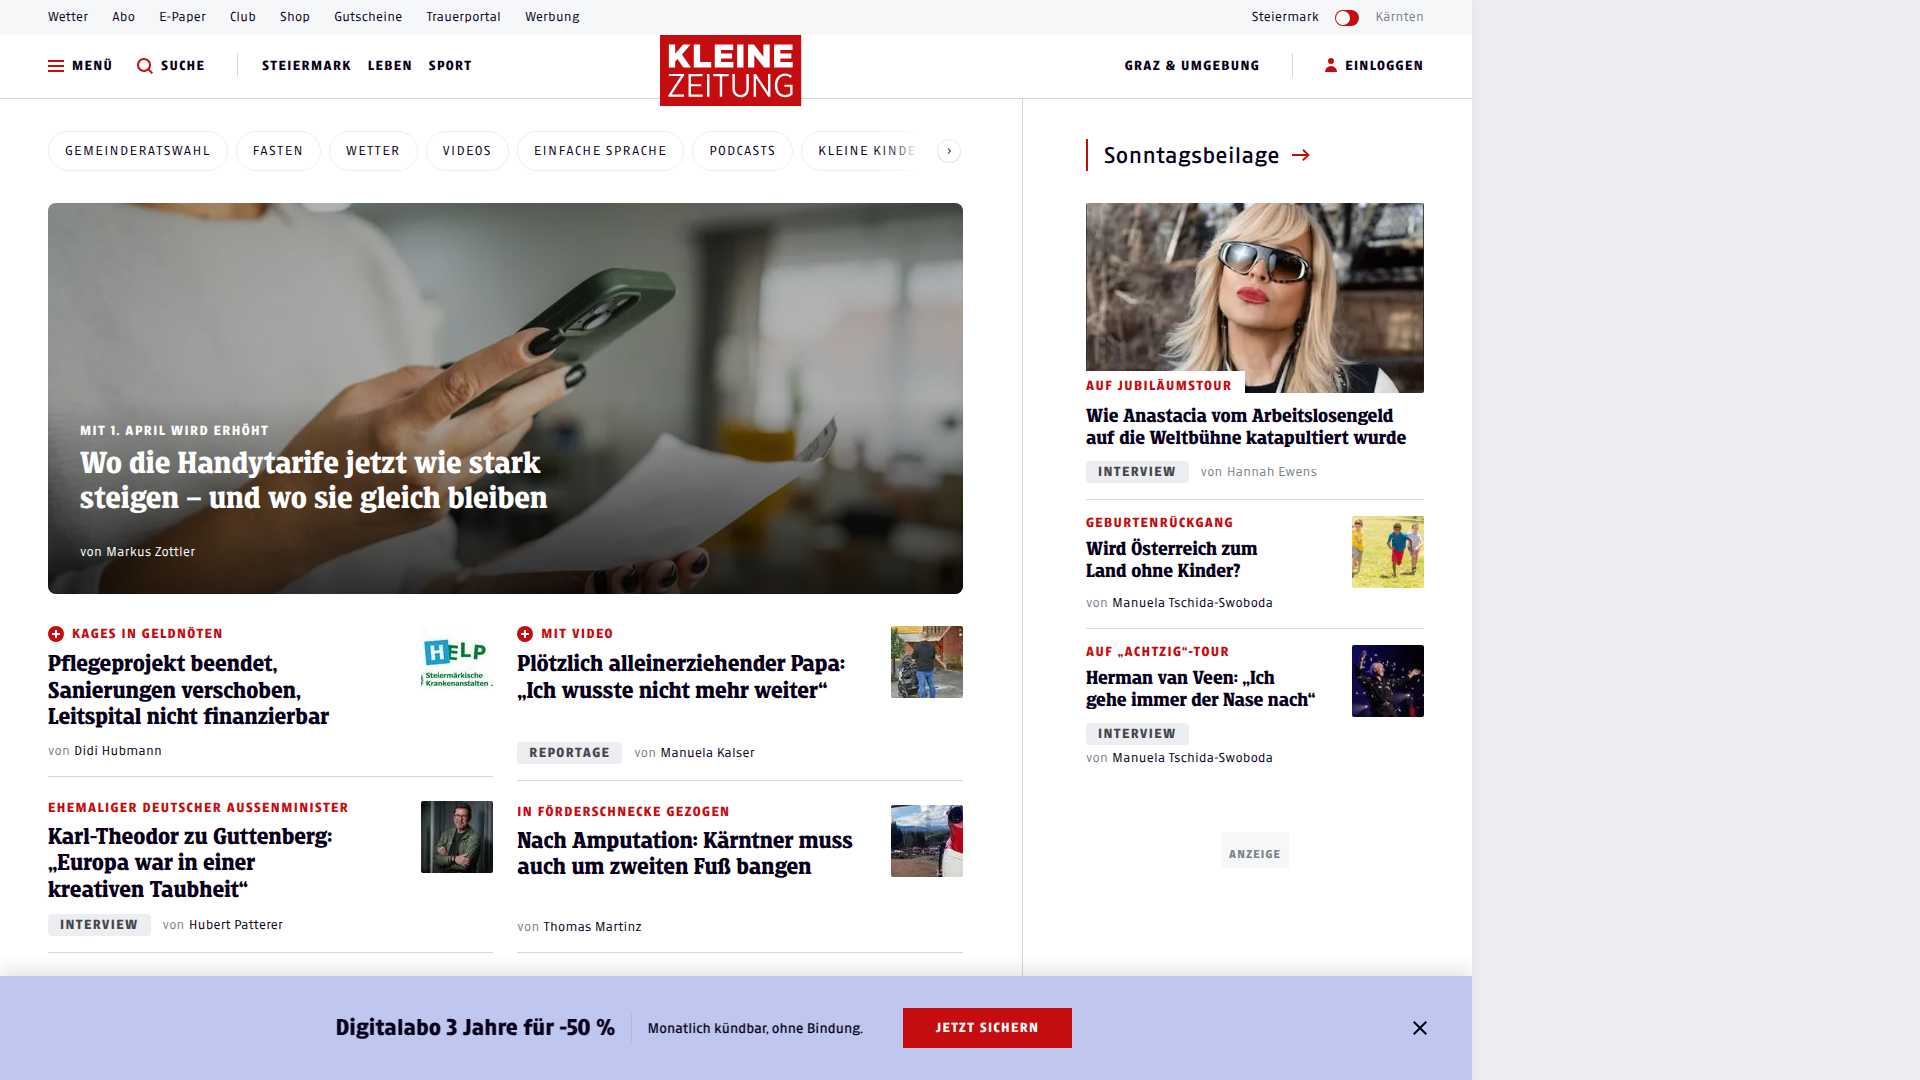 Wetter Abo E-Paper Club Shop Gutscheine Trauerportal Werbung Steiermark Kärnten
MENÜ SUCHE STEIERMARK LEBEN SPORT KLEINE ZEITUNG GRAZ & UMGEBUNG EINLOGGEN
GEMEINDERATSWAHL FASTEN WETTER VIDEOS EINFACHE SPRACHE PODCASTS KLEINE KINDE
MIT 1. APRIL WIRD ERHÖHT
Wo die Handytarife jetzt wie stark
steigen – und wo sie gleich bleiben
von Markus Zottler
KAGES IN GELDNÖTEN
Pflegeprojekt beendet,
Sanierungen verschoben,
Leitspital nicht finanzierbar
von Didi Hubmann
HELP
Steiermärkische
Krankenanstalten
MIT VIDEO
Plötzlich alleinerziehender Papa:
„Ich wusste nicht mehr weiter“
REPORTAGE von Manuela Kalser
EHEMALIGER DEUTSCHER AUSSENMINISTER
Karl-Theodor zu Guttenberg:
„Europa war in einer
kreativen Taubheit“
INTERVIEW von Hubert Patterer
IN FÖRDERSCHNECKE GEZOGEN
Nach Amputation: Kärntner muss
auch um zweiten Fuß bangen
von Thomas Martinz
Sonntagsbeilage
AUF JUBILÄUMSTOUR
Wie Anastacia vom Arbeitslosengeld
auf die Weltbühne katapultiert wurde
INTERVIEW von Hannah Ewens
GEBURTENRÜCKGANG
Wird Österreich zum
Land ohne Kinder?
von Manuela Tschida-Swoboda
AUF „ACHTZIG“-TOUR
Herman van Veen: „Ich
gehe immer der Nase nach“
INTERVIEW
von Manuela Tschida-Swoboda
ANZEIGE
Digitalabo 3 Jahre für -50 % Monatlich kündbar, ohne Bindung. JETZT SICHERN